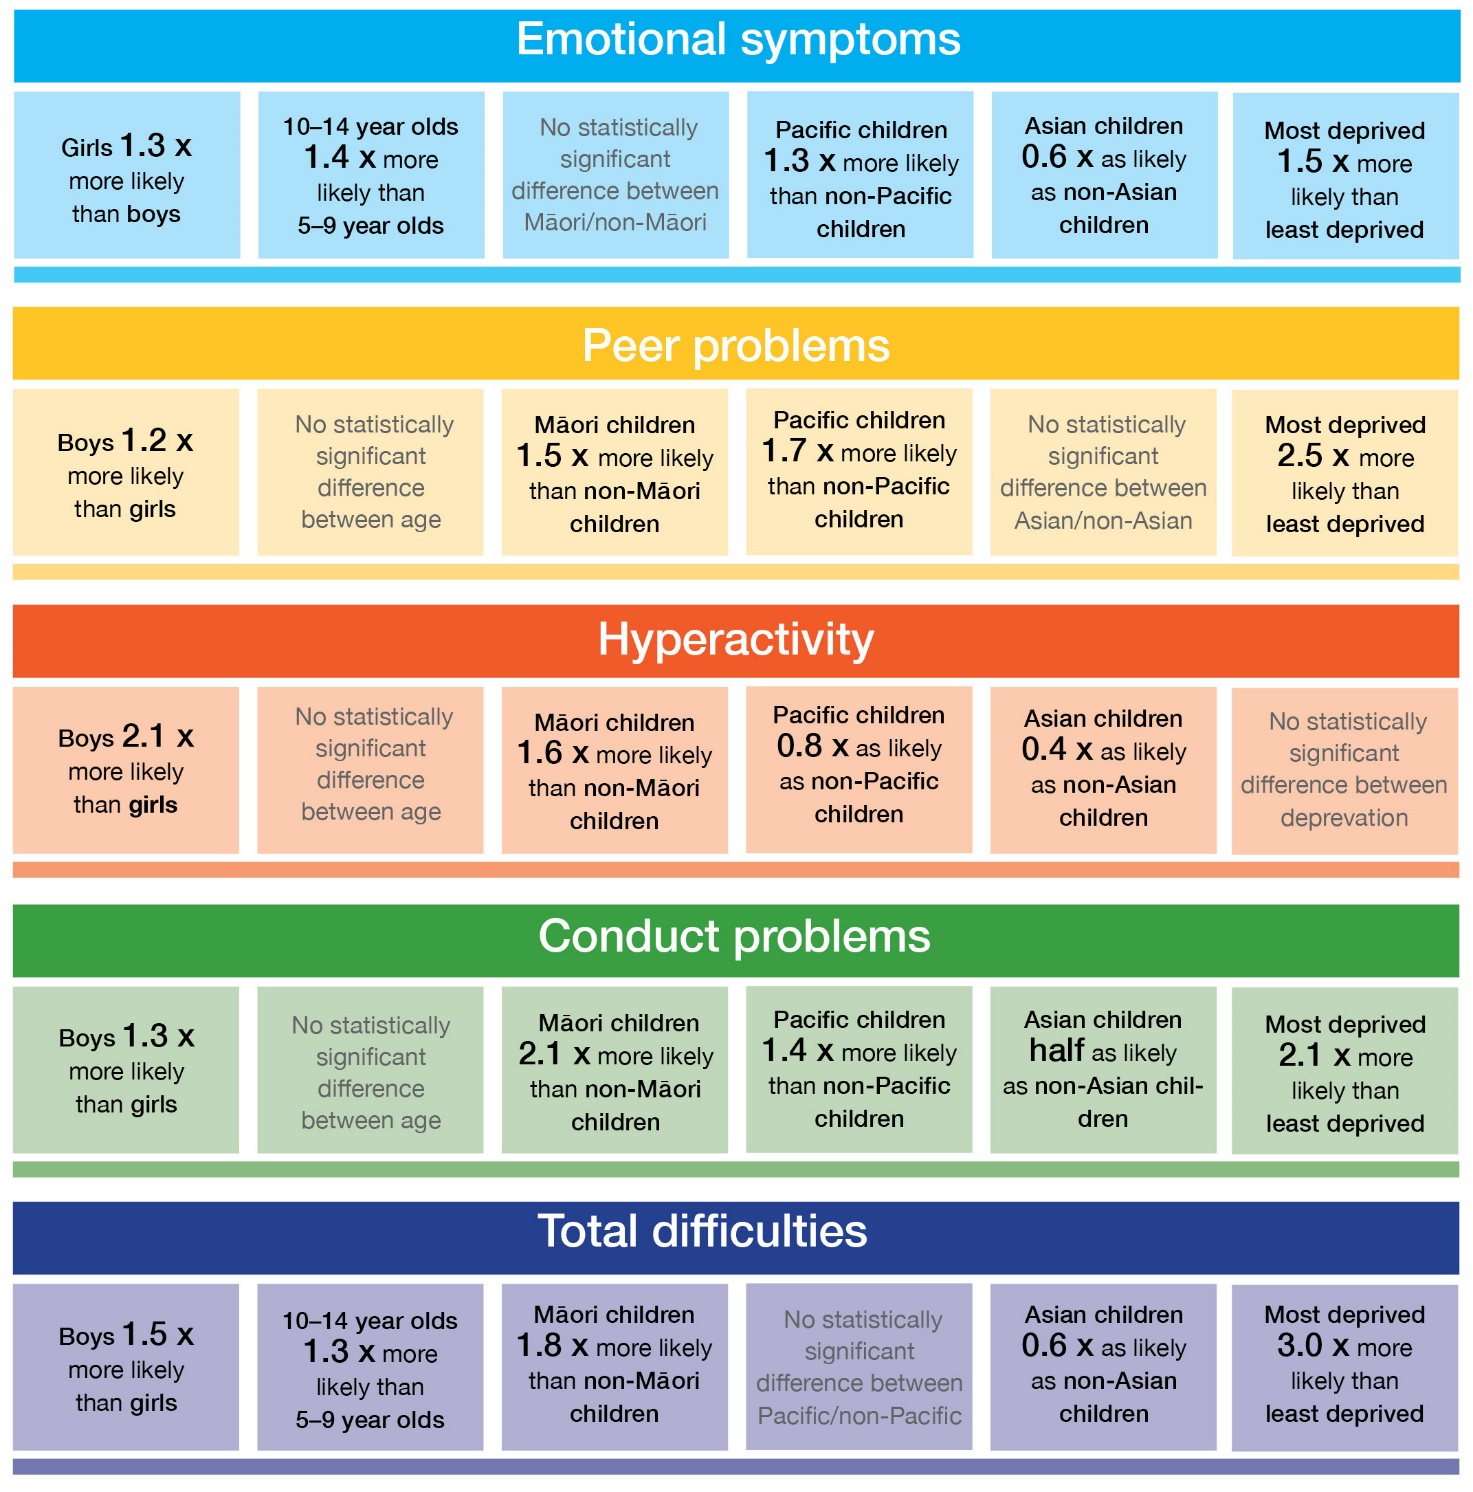 Emotional symptoms
Girls 1.3 x
more likely
than boys
10–14 year olds
1.4 x more
likely than
5–9 year olds
No statistically
significant
difference between
Māori/non-Māori
Pacific children
1.3 x more likely
than non-Pacific
children
Asian children
0.6 x as likely
as non-Asian
children
Most deprived
1.5 x more
likely than
least deprived
Peer problems
Boys 1.2 x
more likely
than girls
No statistically
significant
difference
between age
Māori children
1.5 x more likely
than non-Māori
children
Pacific children
1.7 x more likely
than non-Pacific
children
No statistically
significant
difference between
Asian/non-Asian
Most deprived
2.5 x more
likely than
least deprived
Hyperactivity
Boys 2.1 x
more likely
than girls
No statistically
significant
difference
between age
Māori children
1.6 x more likely
than non-Māori
children
Pacific children
0.8 x as likely
as non-Pacific
children
Asian children
0.4 x as likely
as non-Asian
children
No statistically
significant
difference between
deprevation
Conduct problems
Boys 1.3 x
more likely
than girls
No statistically
significant
difference
between age
Māori children
2.1 x more likely
than non-Māori
children
Pacific children
1.4 x more likely
than non-Pacific
children
Asian children
half as likely
as non-Asian chil-
dren
Most deprived
2.1 x more
likely than
least deprived
Total difficulties
Boys 1.5 x
more likely
than girls
10–14 year olds
1.3 x more
likely than
5–9 year olds
Māori children
1.8 x more likely
than non-Māori
children
No statistically
significant
difference between
Pacific/non-Pacific
Asian children
0.6 x as likely
as non-Asian
children
Most deprived
3.0 x more
likely than
least deprived